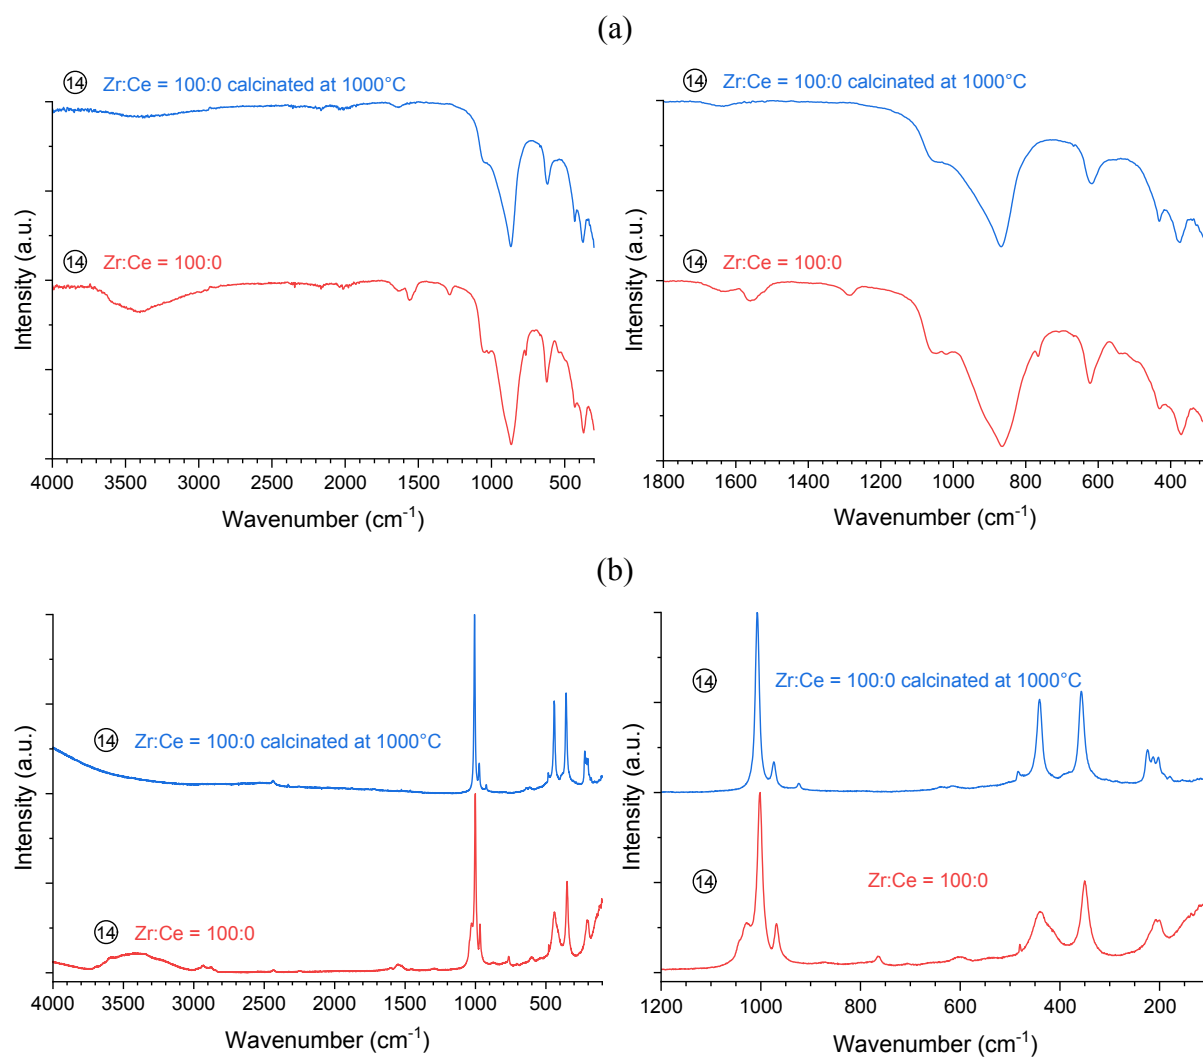 (a)
14 Zr:Ce = 100:0 calcinated at 1000°C
14 Zr:Ce = 100:0
Intensity (a.u.)
4000 3500 3000 2500 2000 1500 1000 500
Wavenumber (cm⁻¹)
14 Zr:Ce = 100:0 calcinated at 1000°C
14 Zr:Ce = 100:0
Intensity (a.u.)
1800 1600 1400 1200 1000 800 600 400
Wavenumber (cm⁻¹)
(b)
14 Zr:Ce = 100:0 calcinated at 1000°C
14 Zr:Ce = 100:0
Intensity (a.u.)
4000 3500 3000 2500 2000 1500 1000 500
Wavenumber (cm⁻¹)
14 Zr:Ce = 100:0 calcinated at 1000°C
14 Zr:Ce = 100:0
Intensity (a.u.)
1200 1000 800 600 400 200
Wavenumber (cm⁻¹)